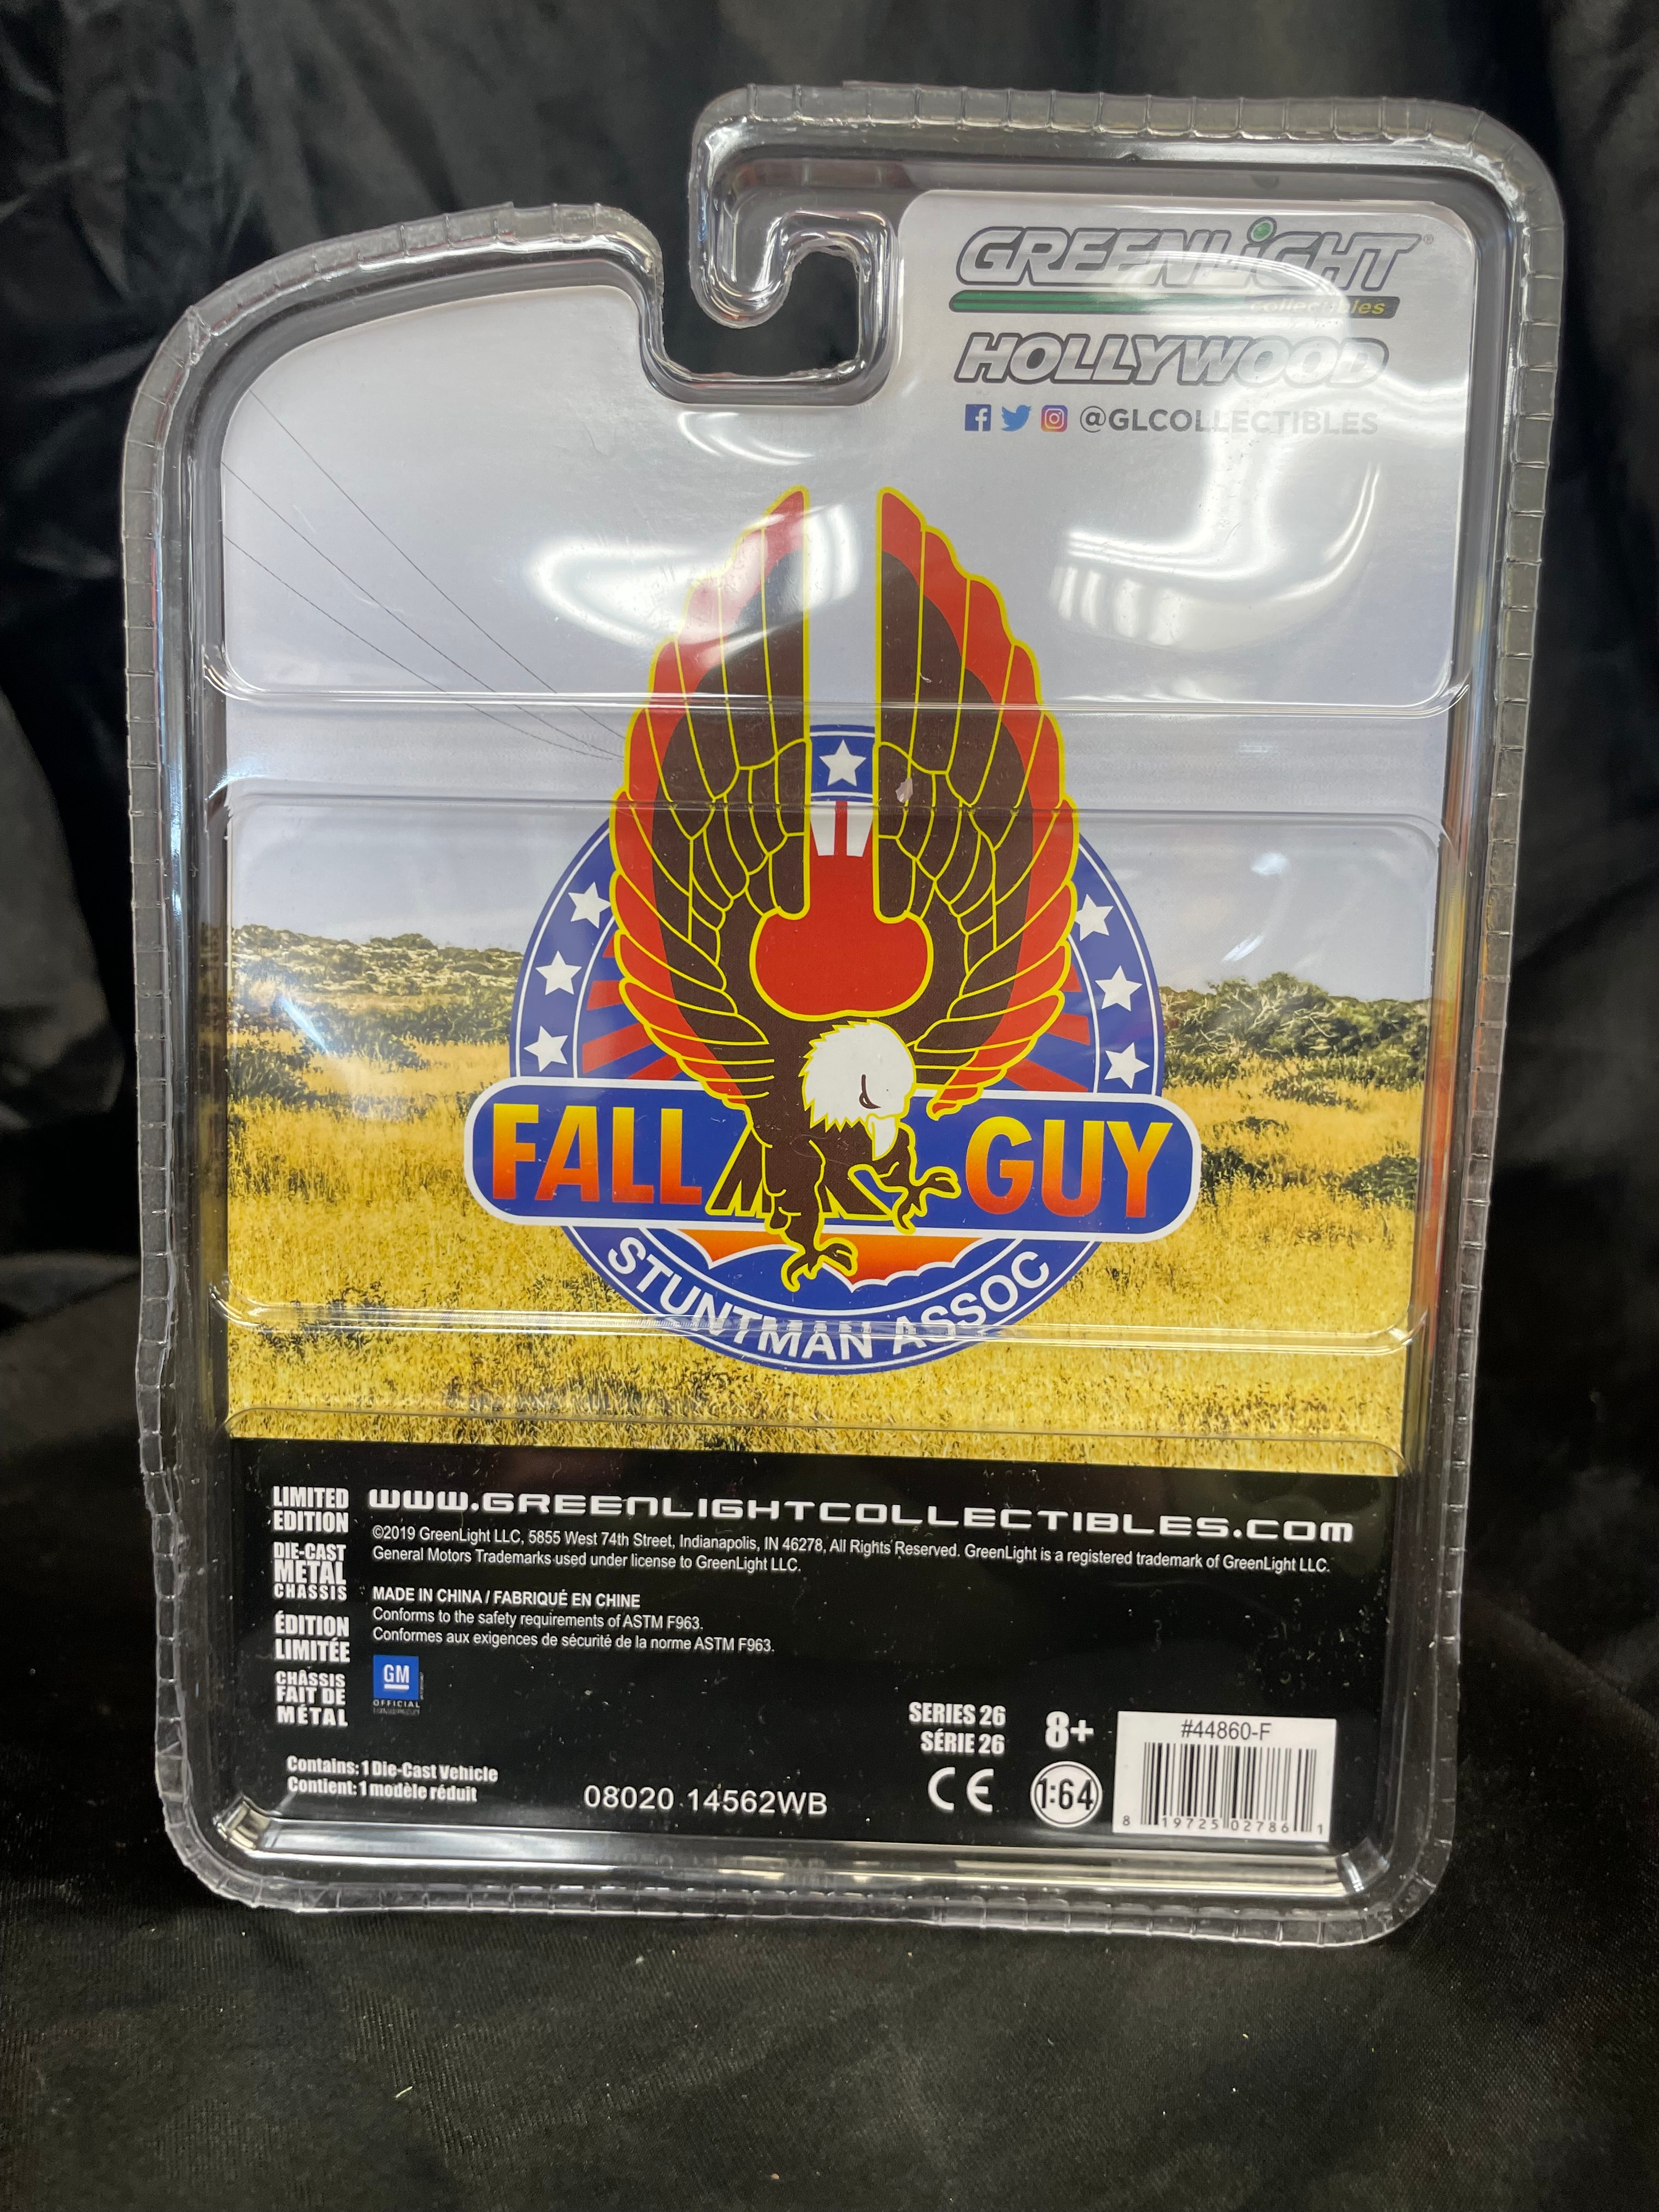 GREENLiGHT®
collectibles
HOLLYWOOD
@GLCOLLECTIBLES
FALL GUY
STUNTMAN ASSOC
LIMITED
EDITION
DIE-CAST
METAL
CHASSIS
ÉDITION
LIMITÉE
CHÂSSIS
FAIT DE
MÉTAL
WWW.GREENLIGHTCOLLECTIBLES.COM
©2019 GreenLight LLC, 5855 West 74th Street, Indianapolis, IN 46278, All Rights Reserved. GreenLight is a registered trademark of GreenLight LLC.
General Motors Trademarks used under license to GreenLight LLC.
MADE IN CHINA / FABRIQUÉ EN CHINE
Conforms to the safety requirements of ASTM F963.
Conformes aux exigences de sécurité de la norme ASTM F963.
GM
OFFICIAL
Contains: 1 Die-Cast Vehicle
Contient: 1 modèle réduit
08020 14562WB
SERIES 26
SÉRIE 26
CE
8+
1:64
#44860-F
8 19725 02786 1